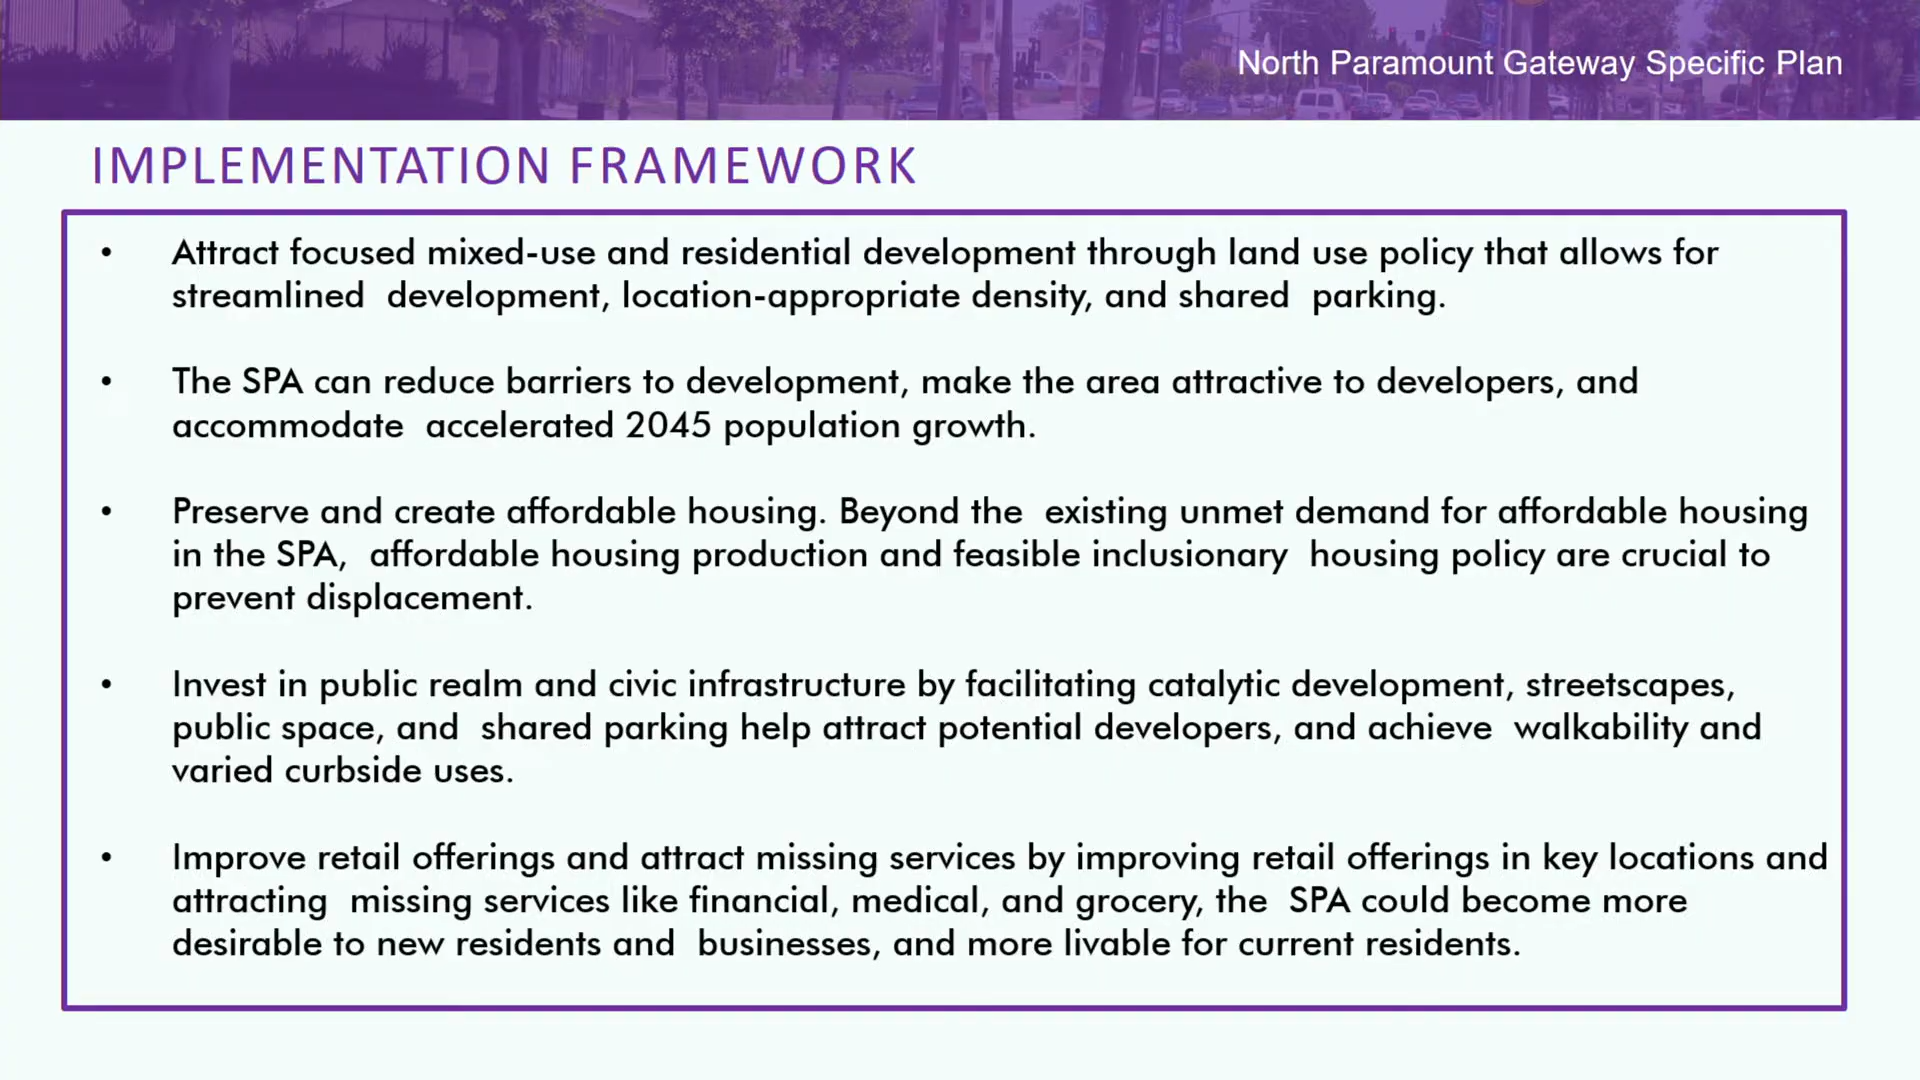 North Paramount Gateway Specific Plan
IMPLEMENTATION FRAMEWORK
• Attract focused mixed-use and residential development through land use policy that allows for
streamlined  development, location-appropriate density, and shared  parking.
• The SPA can reduce barriers to development, make the area attractive to developers, and
accommodate  accelerated 2045 population growth.
• Preserve and create affordable housing. Beyond the  existing unmet demand for affordable housing
in the SPA,  affordable housing production and feasible inclusionary  housing policy are crucial to
prevent displacement.
• Invest in public realm and civic infrastructure by facilitating catalytic development, streetscapes,
public space, and  shared parking help attract potential developers, and achieve  walkability and
varied curbside uses.
• Improve retail offerings and attract missing services by improving retail offerings in key locations and
attracting  missing services like financial, medical, and grocery, the  SPA could become more
desirable to new residents and  businesses, and more livable for current residents.